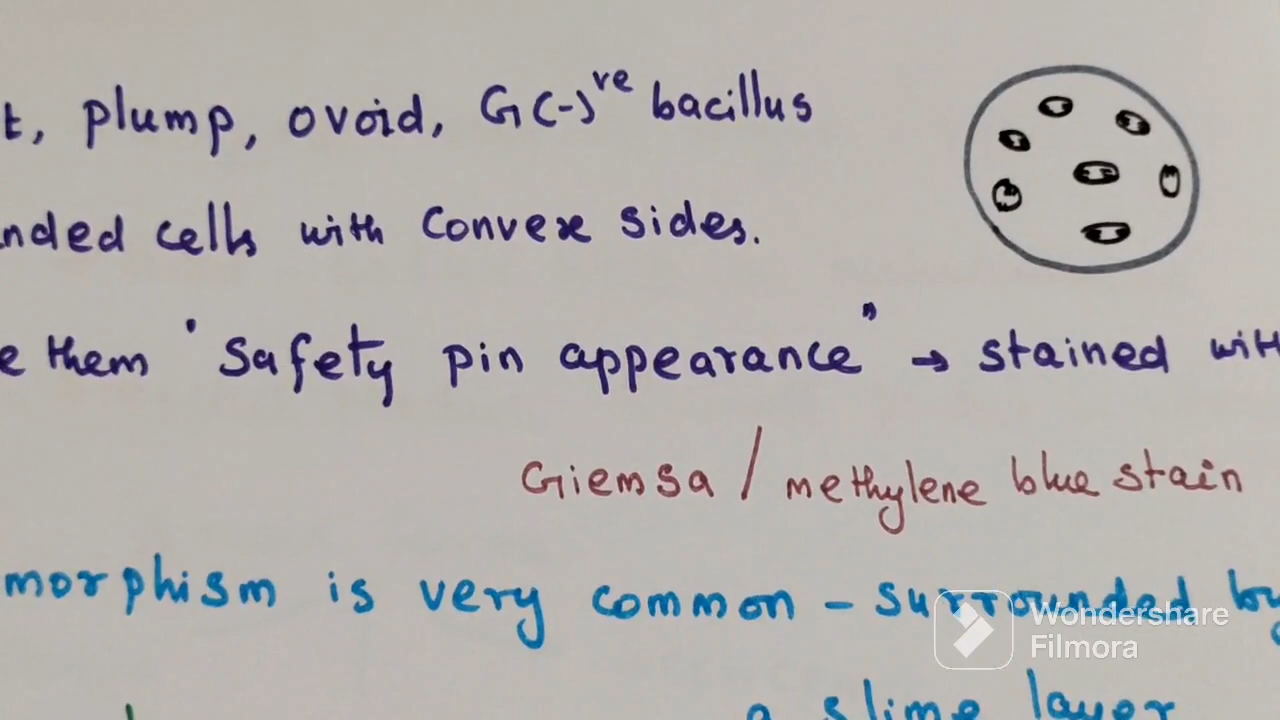 t, plump, ovoid, G(-)ve bacillus
nded cells with convex sides.
e them "safety pin appearance" → stained with
Giemsa / methylene blue stain
morphism is very common - surrounded by
a slime layer
Wondershare
Filmora